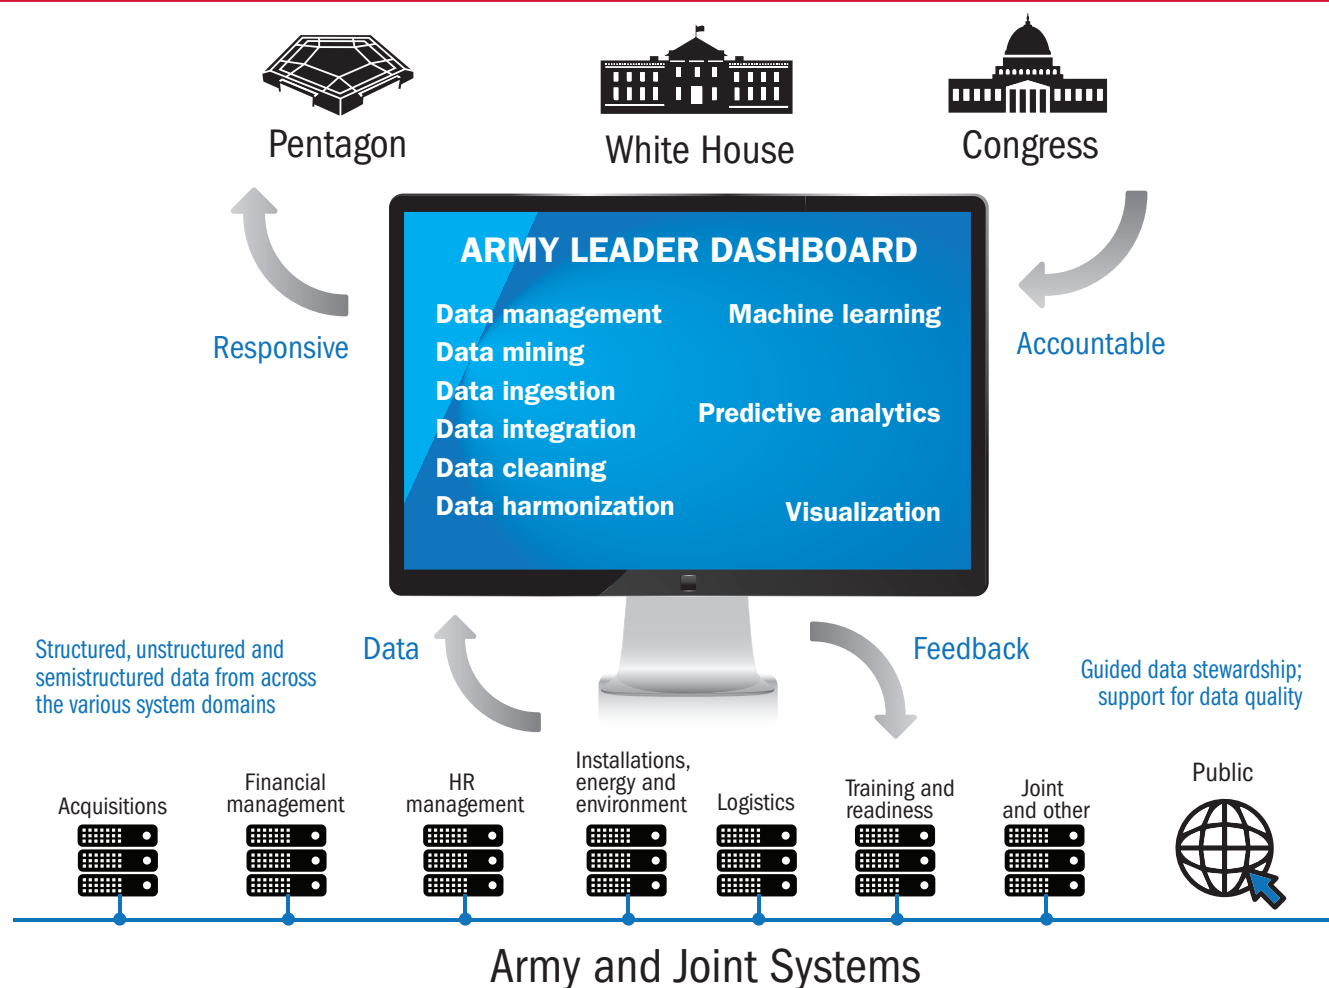 Pentagon
White House
Congress
ARMY LEADER DASHBOARD
Data management
Data mining
Data ingestion
Data integration
Data cleaning
Data harmonization
Machine learning
Predictive analytics
Visualization
Responsive
Accountable
Structured, unstructured and
semistructured data from across
the various system domains
Data
Feedback
Guided data stewardship;
support for data quality
Acquisitions
Financial
management
HR
management
Installations,
energy and
environment
Logistics
Training and
readiness
Joint
and other
Public
Army and Joint Systems